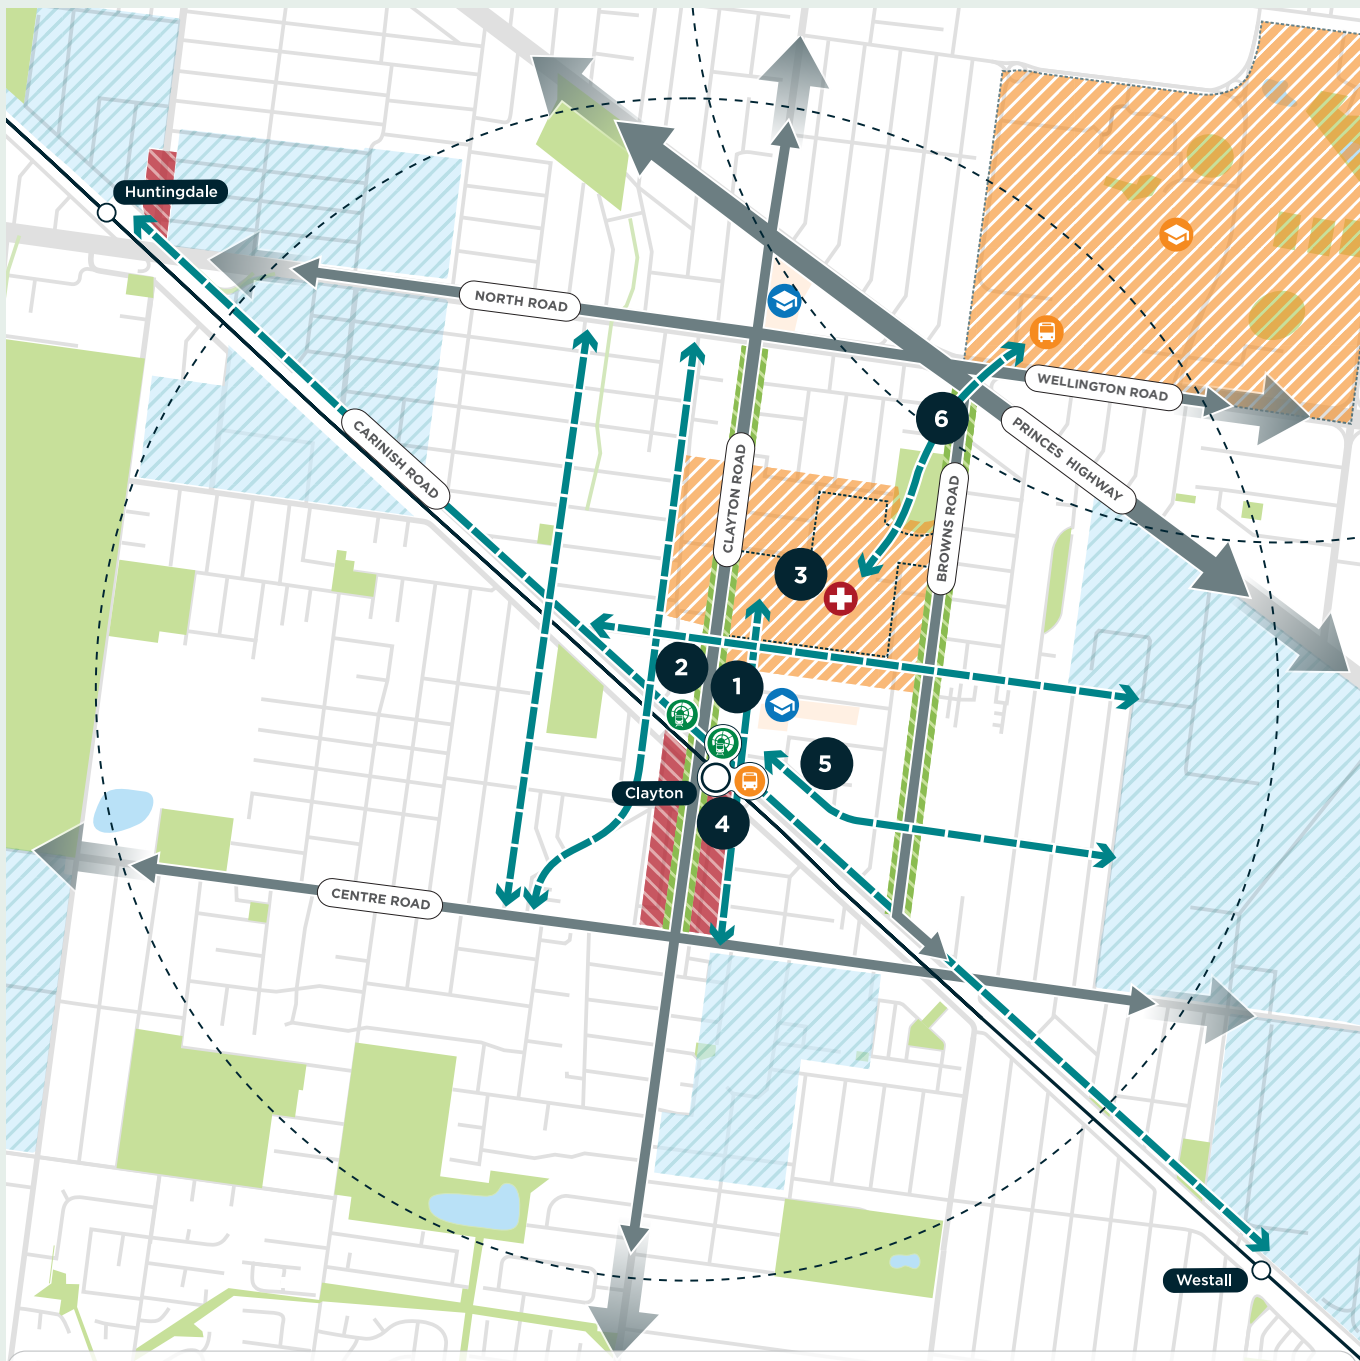 Huntingdale
NORTH ROAD
WELLINGTON ROAD
CARINISH ROAD
PRINCES HIGHWAY
6
CLAYTON ROAD
BROWNS ROAD
3
2
1
5
Clayton
4
CENTRE ROAD
Westall